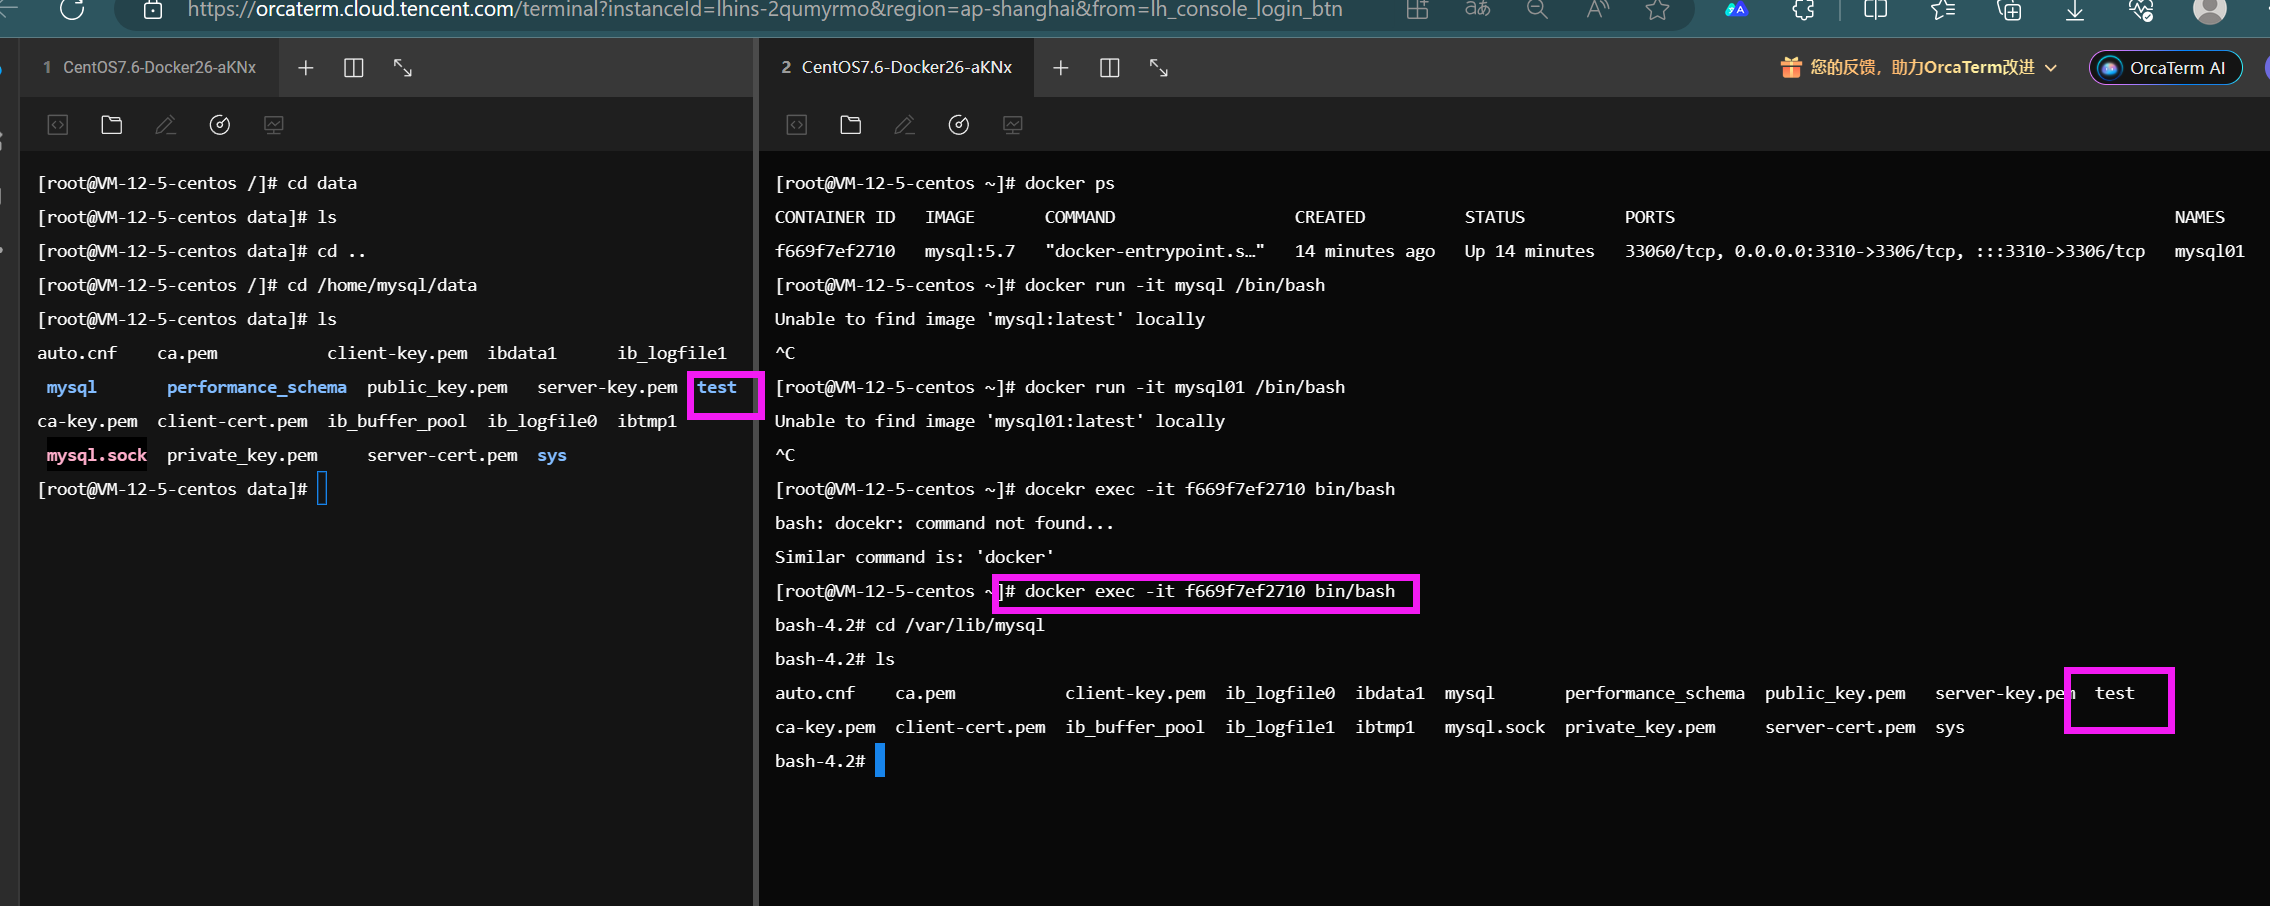 https://orcaterm.cloud.tencent.com/terminal?instanceId=lhins-2qumyrmo&region=ap-shanghai&from=lh_console_login_btn
1 CentOS7.6-Docker26-aKNx
[root@VM-12-5-centos /]# cd data
[root@VM-12-5-centos data]# ls
[root@VM-12-5-centos data]# cd ..
[root@VM-12-5-centos /]# cd /home/mysql/data
[root@VM-12-5-centos data]# ls
auto.cnf ca.pem client-key.pem ibdata1 ib_logfile1
mysql performance_schema public_key.pem server-key.pem test
ca-key.pem client-cert.pem ib_buffer_pool ib_logfile0 ibtmp1
mysql.sock private_key.pem server-cert.pem sys
[root@VM-12-5-centos data]#
2 CentOS7.6-Docker26-aKNx
您的反馈，助力OrcaTerm改进
OrcaTerm AI
[root@VM-12-5-centos ~]# docker ps
CONTAINER ID IMAGE COMMAND CREATED STATUS PORTS NAMES
f669f7ef2710 mysql:5.7 "docker-entrypoint.s…" 14 minutes ago Up 14 minutes 33060/tcp, 0.0.0.0:3310->3306/tcp, :::3310->3306/tcp mysql01
[root@VM-12-5-centos ~]# docker run -it mysql /bin/bash
Unable to find image 'mysql:latest' locally
^C
[root@VM-12-5-centos ~]# docker run -it mysql01 /bin/bash
Unable to find image 'mysql01:latest' locally
^C
[root@VM-12-5-centos ~]# docekr exec -it f669f7ef2710 bin/bash
bash: docekr: command not found...
Similar command is: 'docker'
[root@VM-12-5-centos ~]# docker exec -it f669f7ef2710 bin/bash
bash-4.2# cd /var/lib/mysql
bash-4.2# ls
auto.cnf ca.pem client-key.pem ib_logfile0 ibdata1 mysql performance_schema public_key.pem server-key.pem test
ca-key.pem client-cert.pem ib_buffer_pool ib_logfile1 ibtmp1 mysql.sock private_key.pem server-cert.pem sys
bash-4.2#